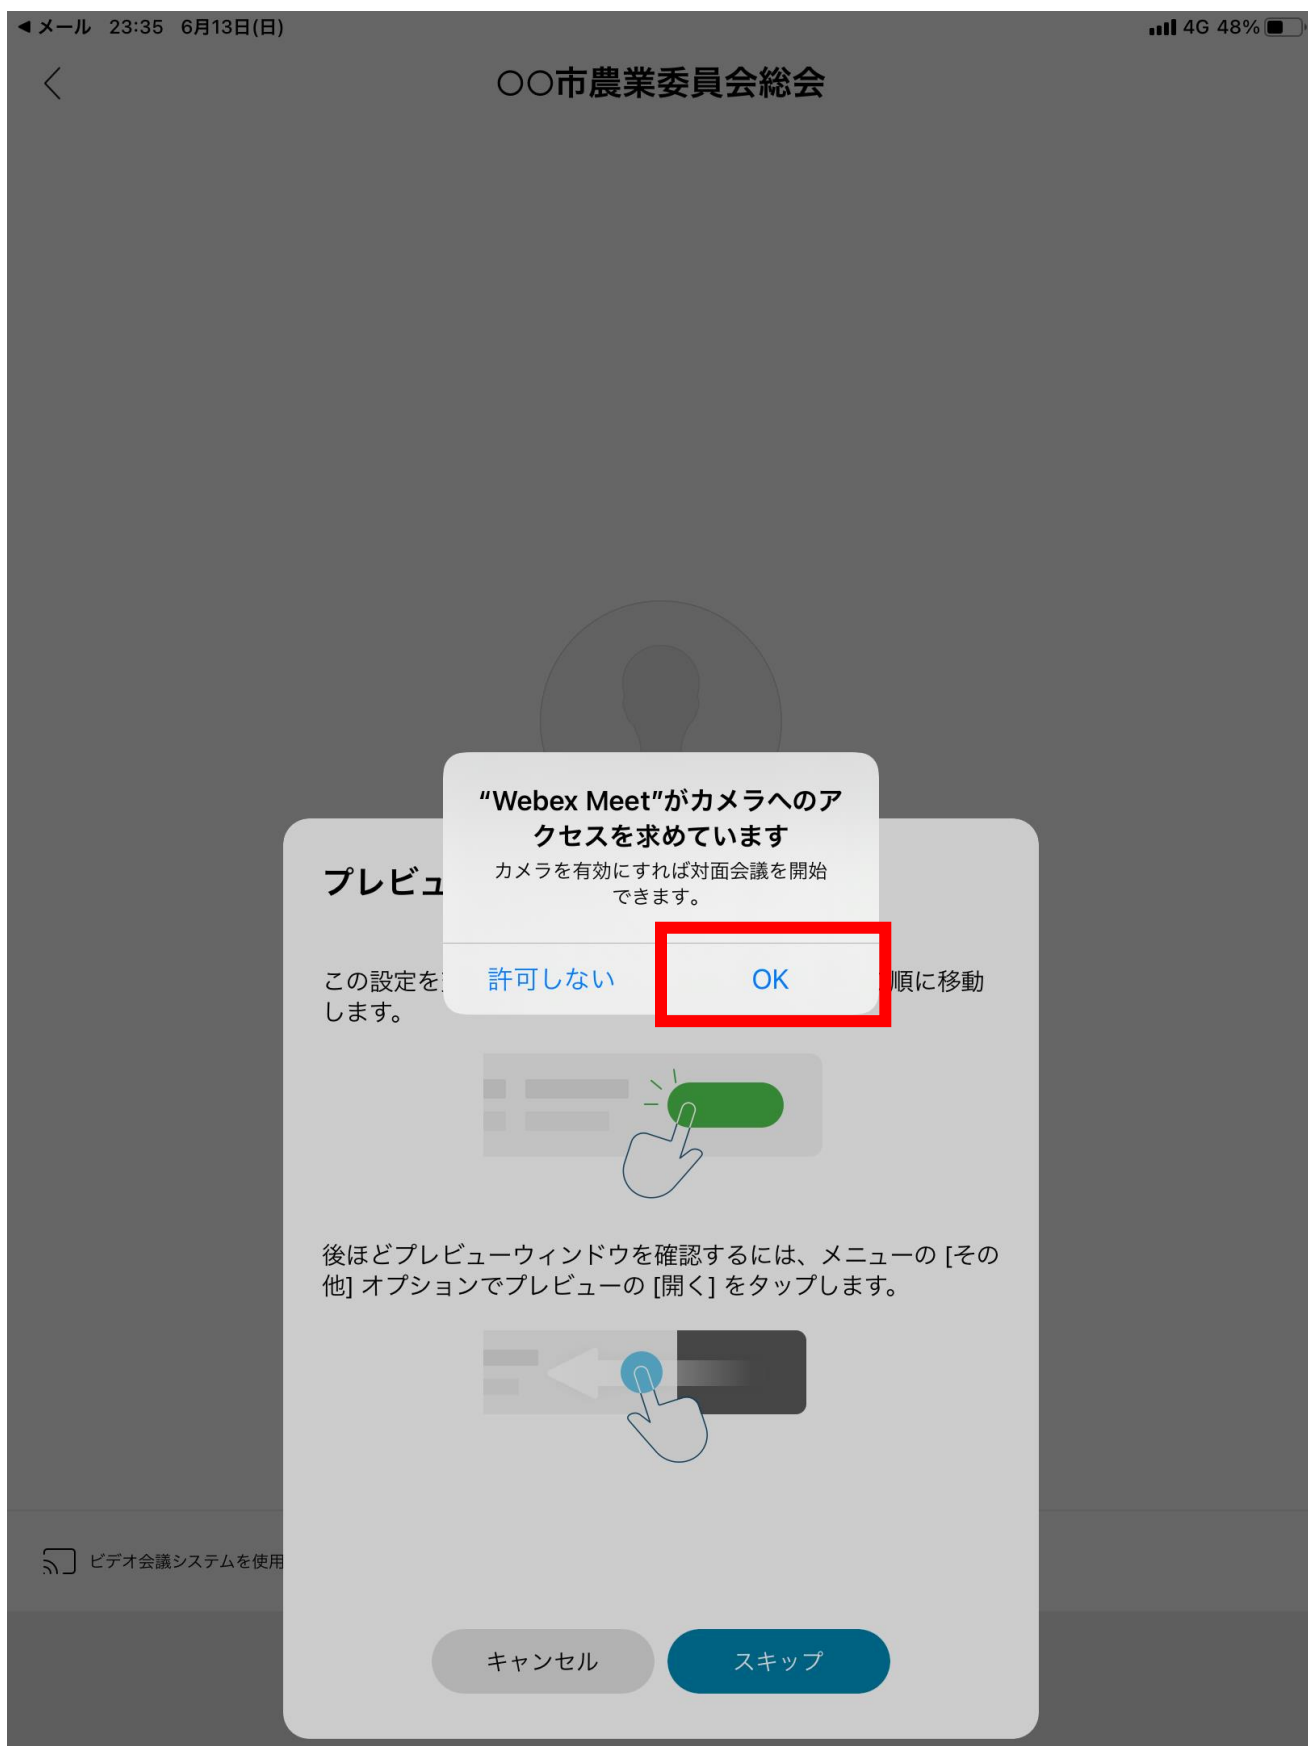 ◀ メール 23:35 6月13日(日)
4G 48%
〇〇市農業委員会総会
“Webex Meet”がカメラへのア
クセスを求めています
カメラを有効にすれば対面会議を開始
できます。
許可しない
OK
プレビュ
この設定を
順に移動
します。
後ほどプレビューウィンドウを確認するには、メニューの [その
他] オプションでプレビューの [開く] をタップします。
ビデオ会議システムを使用
キャンセル
スキップ